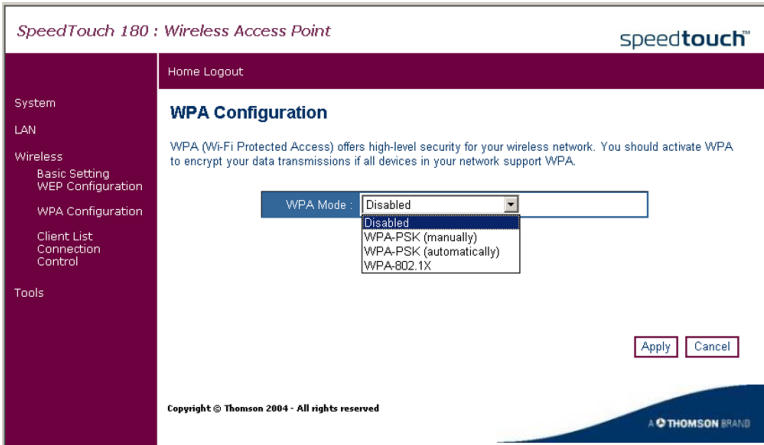 SpeedTouch 180 : Wireless Access Point
speedtouch™
Home Logout
System
LAN
Wireless
Basic Setting
WEP Configuration
WPA Configuration
Client List
Connection
Control
Tools
WPA Configuration
WPA (Wi-Fi Protected Access) offers high-level security for your wireless network. You should activate WPA
to encrypt your data transmissions if all devices in your network support WPA.
WPA Mode : Disabled
Disabled
WPA-PSK (manually)
WPA-PSK (automatically)
WPA-802.1X
Apply Cancel
Copyright © Thomson 2004 - All rights reserved
A THOMSON BRAND